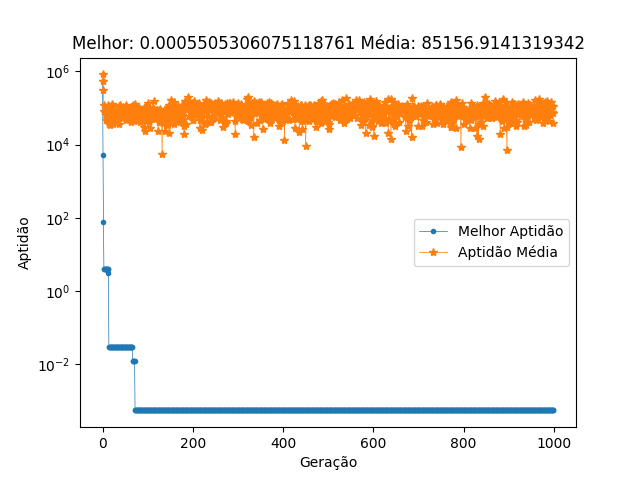 Melhor: 0.0005505306075118761 Média: 85156.9141319342
10^6
10^4
10^2
10^0
10^-2
Aptidão
Melhor Aptidão
Aptidão Média
0 200 400 600 800 1000
Geração